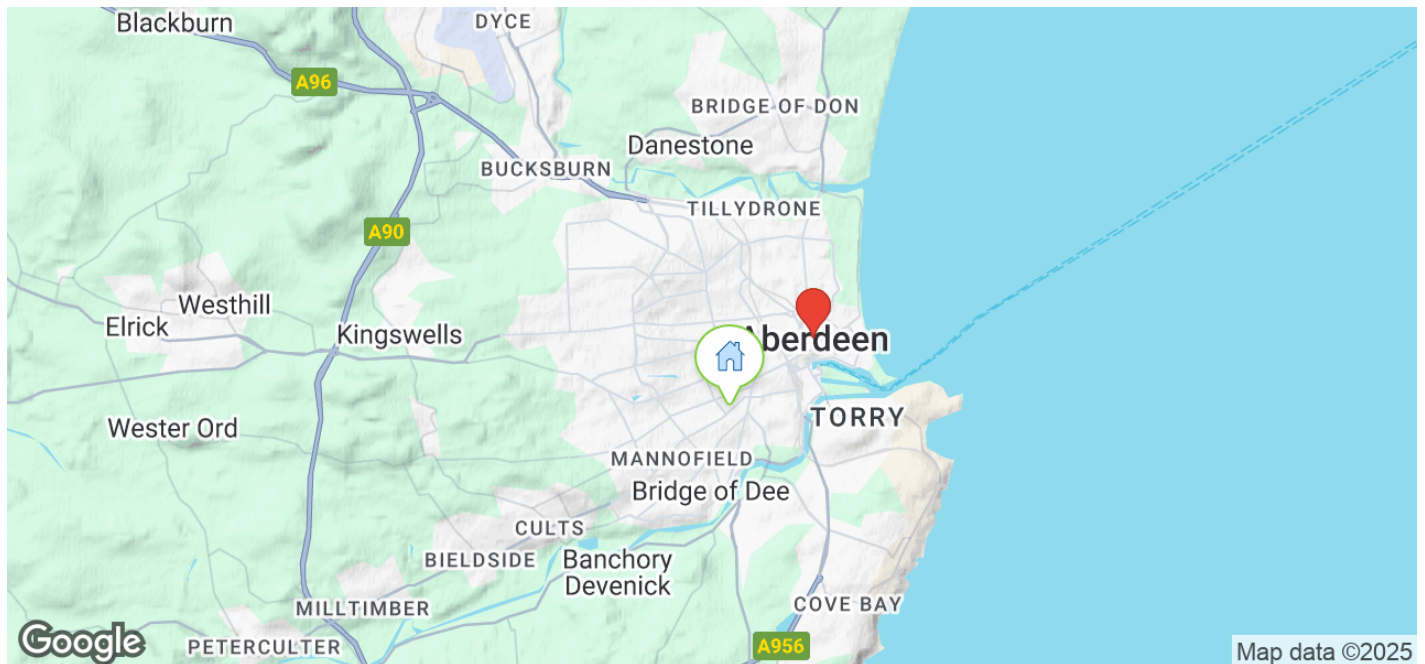 Blackburn
DYCE
A96
BRIDGE OF DON
Danestone
BUCKSBURN
TILLYDRONE
A90
Westhill
Elrick
Kingswells
Aberdeen
TORRY
Wester Ord
MANNOFIELD
Bridge of Dee
CULTS
BIELDSIDE
Banchory
Devenick
MILLTIMBER
COVE BAY
PETERCULTER
A956
Google
Map data ©2025